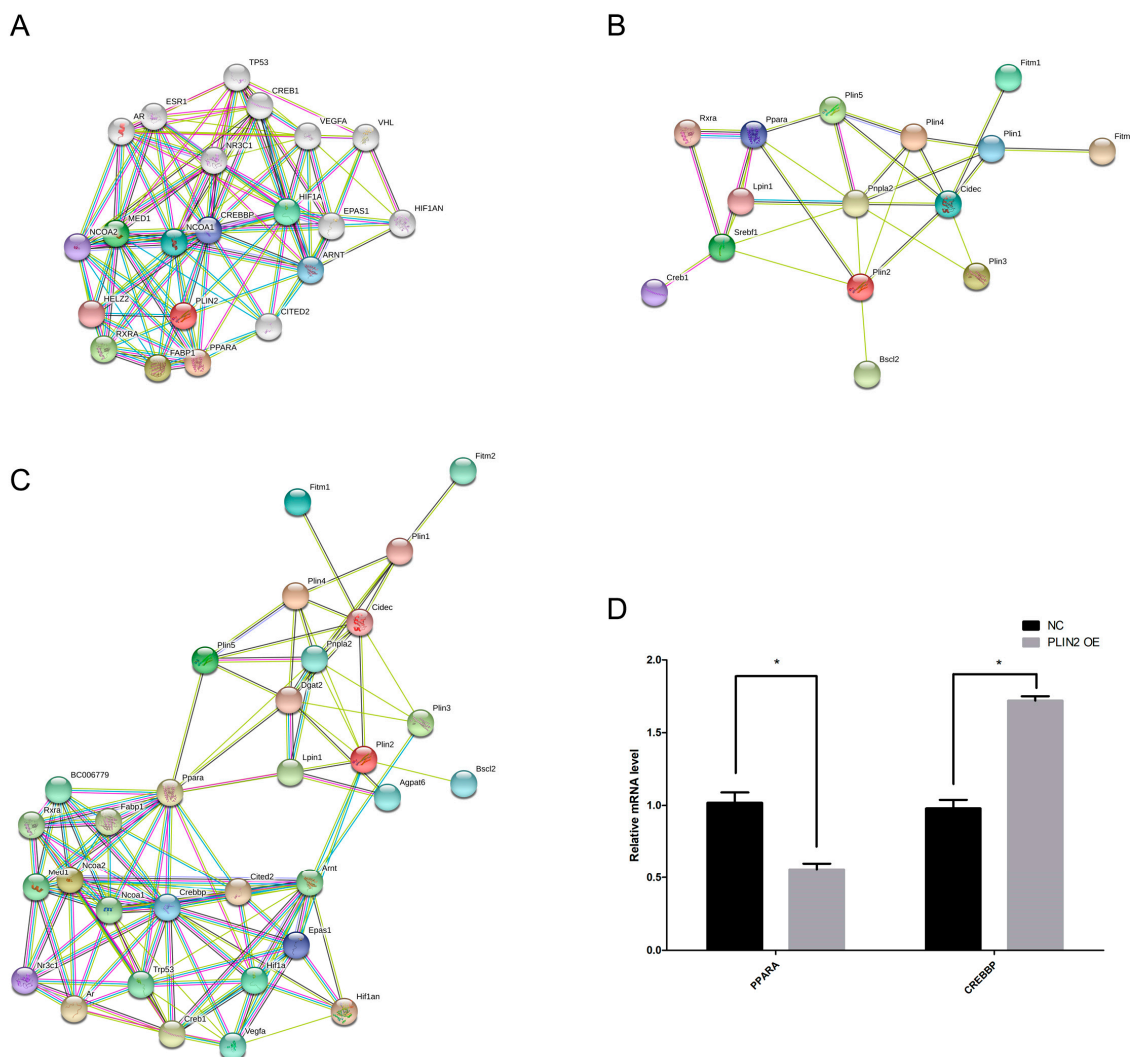 A
TP53
CREB1
ESR1
AR
VEGFA
VHL
NR3C1
HIF1A
EPAS1
HIF1AN
MED1
CREBBP
NCOA2
NCOA1
ARNT
HELZ2
PLIN2
CITED2
RXRA
FABP1
PPARA
B
Fitm1
Plin5
Rxra
Ppara
Plin4
Plin1
Fitm
Lpin1
Pnpla2
Cidec
Srebf1
Creb1
Plin2
Plin3
Bscl2
C
Fitm2
Fitm1
Plin1
Plin4
Cidec
Plin5
Pnpla2
Dgat2
Plin3
Plin2
Lpin1
Bscl2
Agpat6
BC006779
Ppara
Rxra
Fabp1
Med1
Ncoa2
Ncoa1
Crebbp
Cited2
Arnt
Epas1
Nr3c1
Trp53
Hif1a
Ar
Hif1an
Creb1
Vegfa
D
NC
PLIN2 OE
Relative mRNA level
2.0
1.5
1.0
0.5
0.0
*
*
PPARA
CREBBP